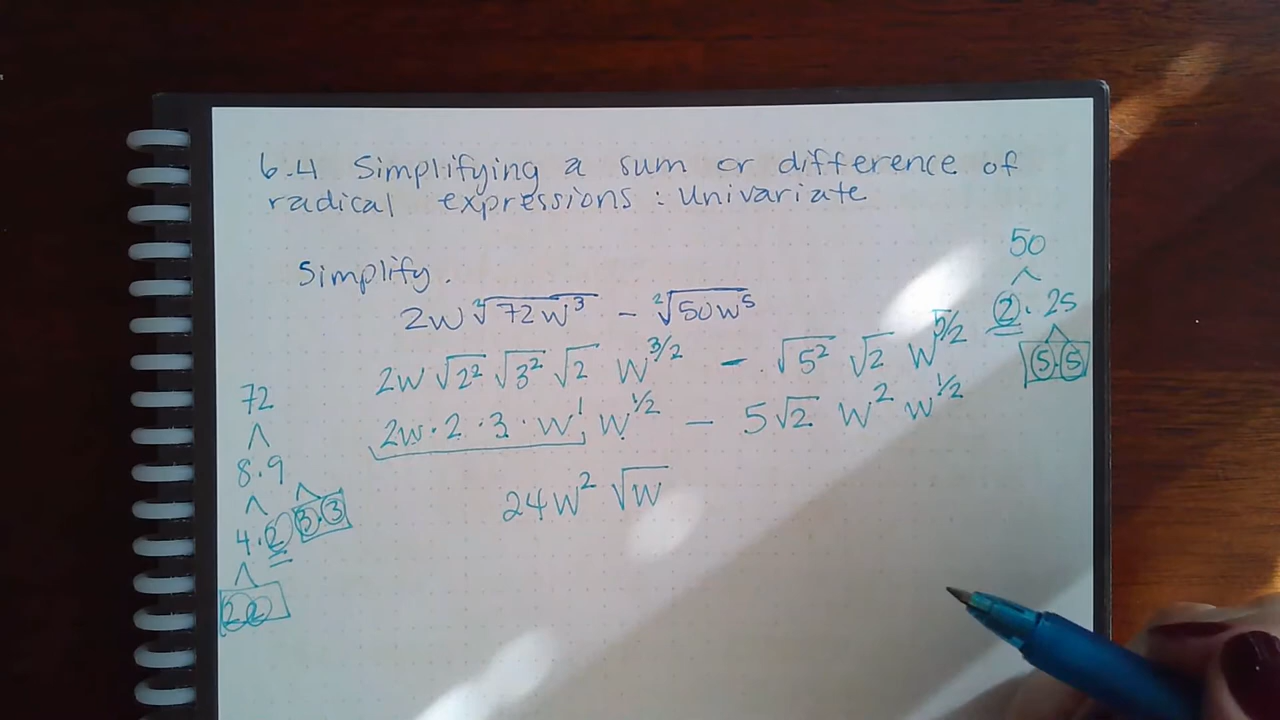 6.4 Simplifying a sum or difference of
radical expressions : Univariate
Simplify.
2w ²√72w³ − ²√50w⁵
2w √2² √3² √2 w^3/2 − √5² √2 w^5/2
2w · 2 · 3 · w¹ w^1/2 − 5√2 w² w^1/2
24w² √w
72
8 · 9
4 · 2 3 · 3
2 2
50
2 · 25
5 · 5